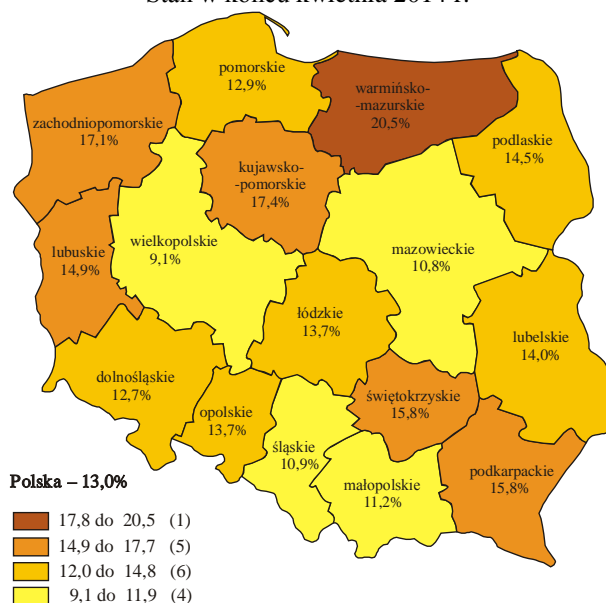 Stan w końcu kwietnia 2014 r.
pomorskie
12,9%
warmińsko-
-mazurskie
20,5%
zachodniopomorskie
17,1%
podlaskie
14,5%
kujawsko-
-pomorskie
17,4%
wielkopolskie
9,1%
mazowieckie
10,8%
lubuskie
14,9%
łódzkie
13,7%
lubelskie
14,0%
dolnośląskie
12,7%
opolskie
13,7%
świętokrzyskie
15,8%
śląskie
10,9%
małopolskie
11,2%
podkarpackie
15,8%
Polska – 13,0%
17,8 do 20,5 (1)
14,9 do 17,7 (5)
12,0 do 14,8 (6)
9,1 do 11,9 (4)